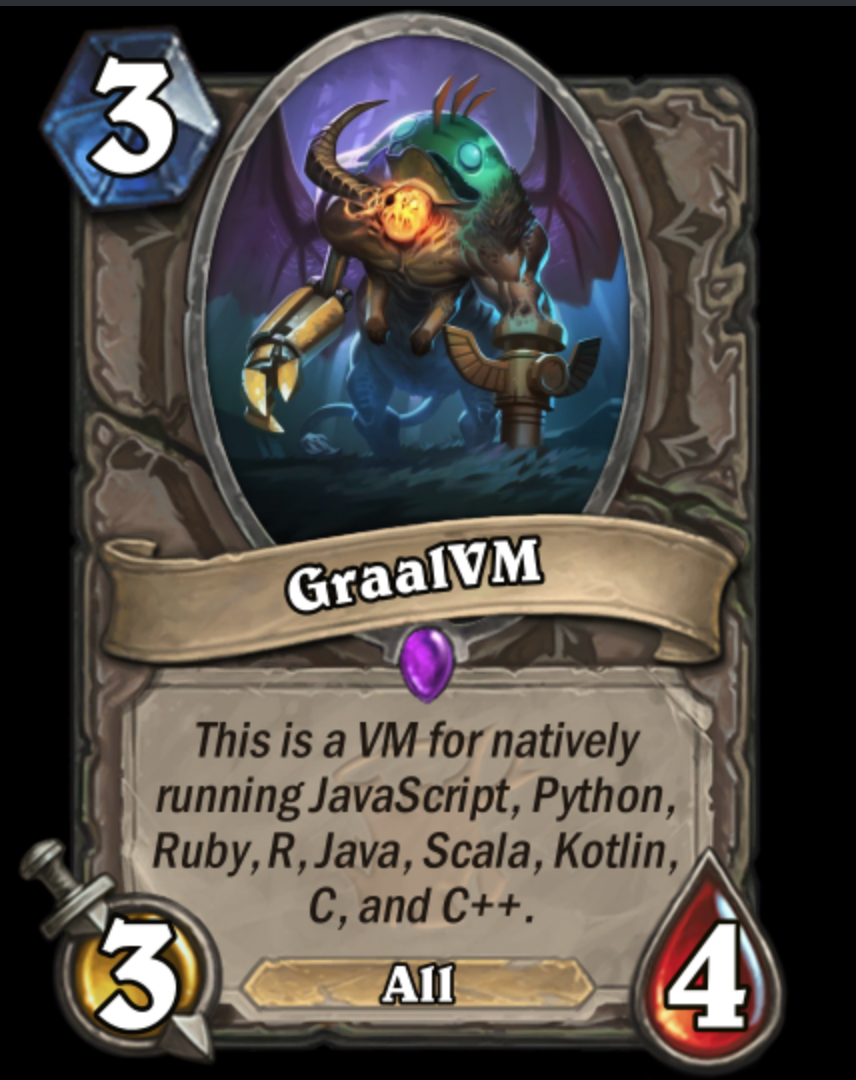 3
GraalVM
This is a VM for natively
running JavaScript, Python,
Ruby, R, Java, Scala, Kotlin,
C, and C++.
3
All
4